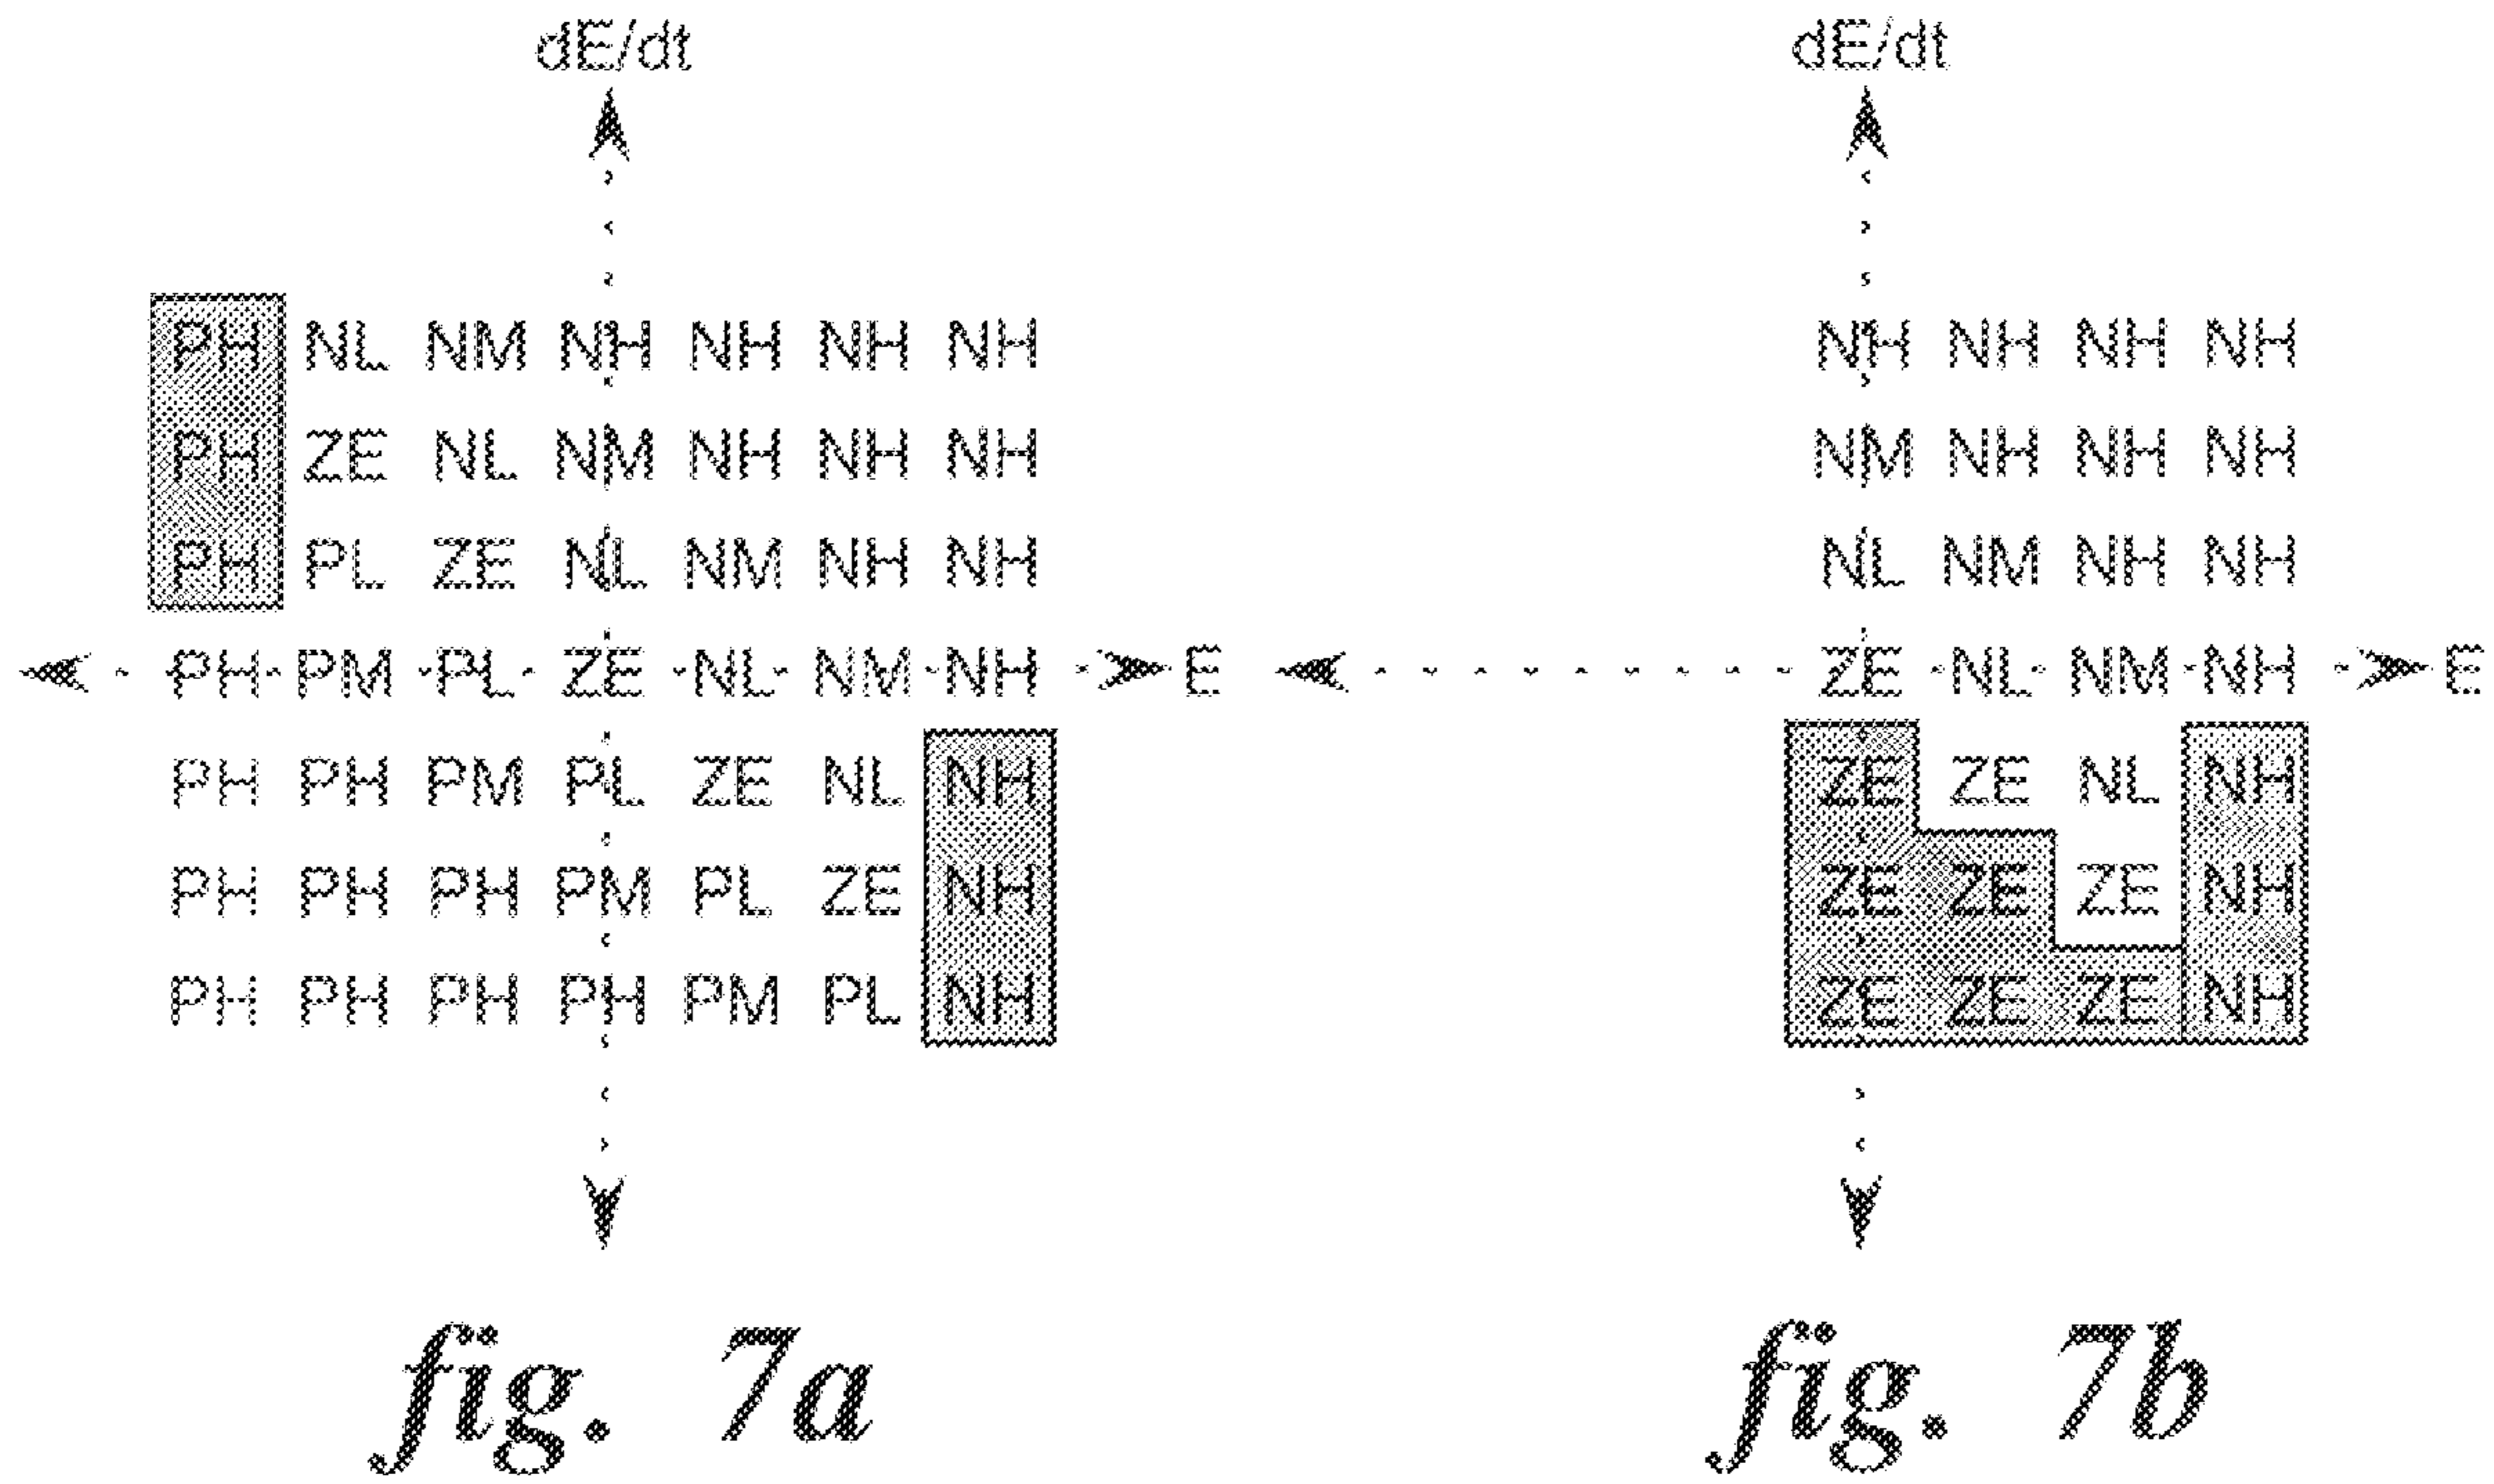 dE/dt
PH NL NM NH NH NH NH
PH ZE NL NM NH NH NH
PH PL ZE NL NM NH NH
PH PM PL ZE NL NM NH E
PH PH PM PL ZE NL NH
PH PH PH PM PL ZE NH
PH PH PH PH PM PL NH
fig. 7a
dE/dt
NH NH NH NH
NM NH NH NH
NL NM NH NH
ZE NL NM NH E
ZE ZE NL NH
ZE ZE ZE NH
ZE ZE ZE NH
fig. 7b